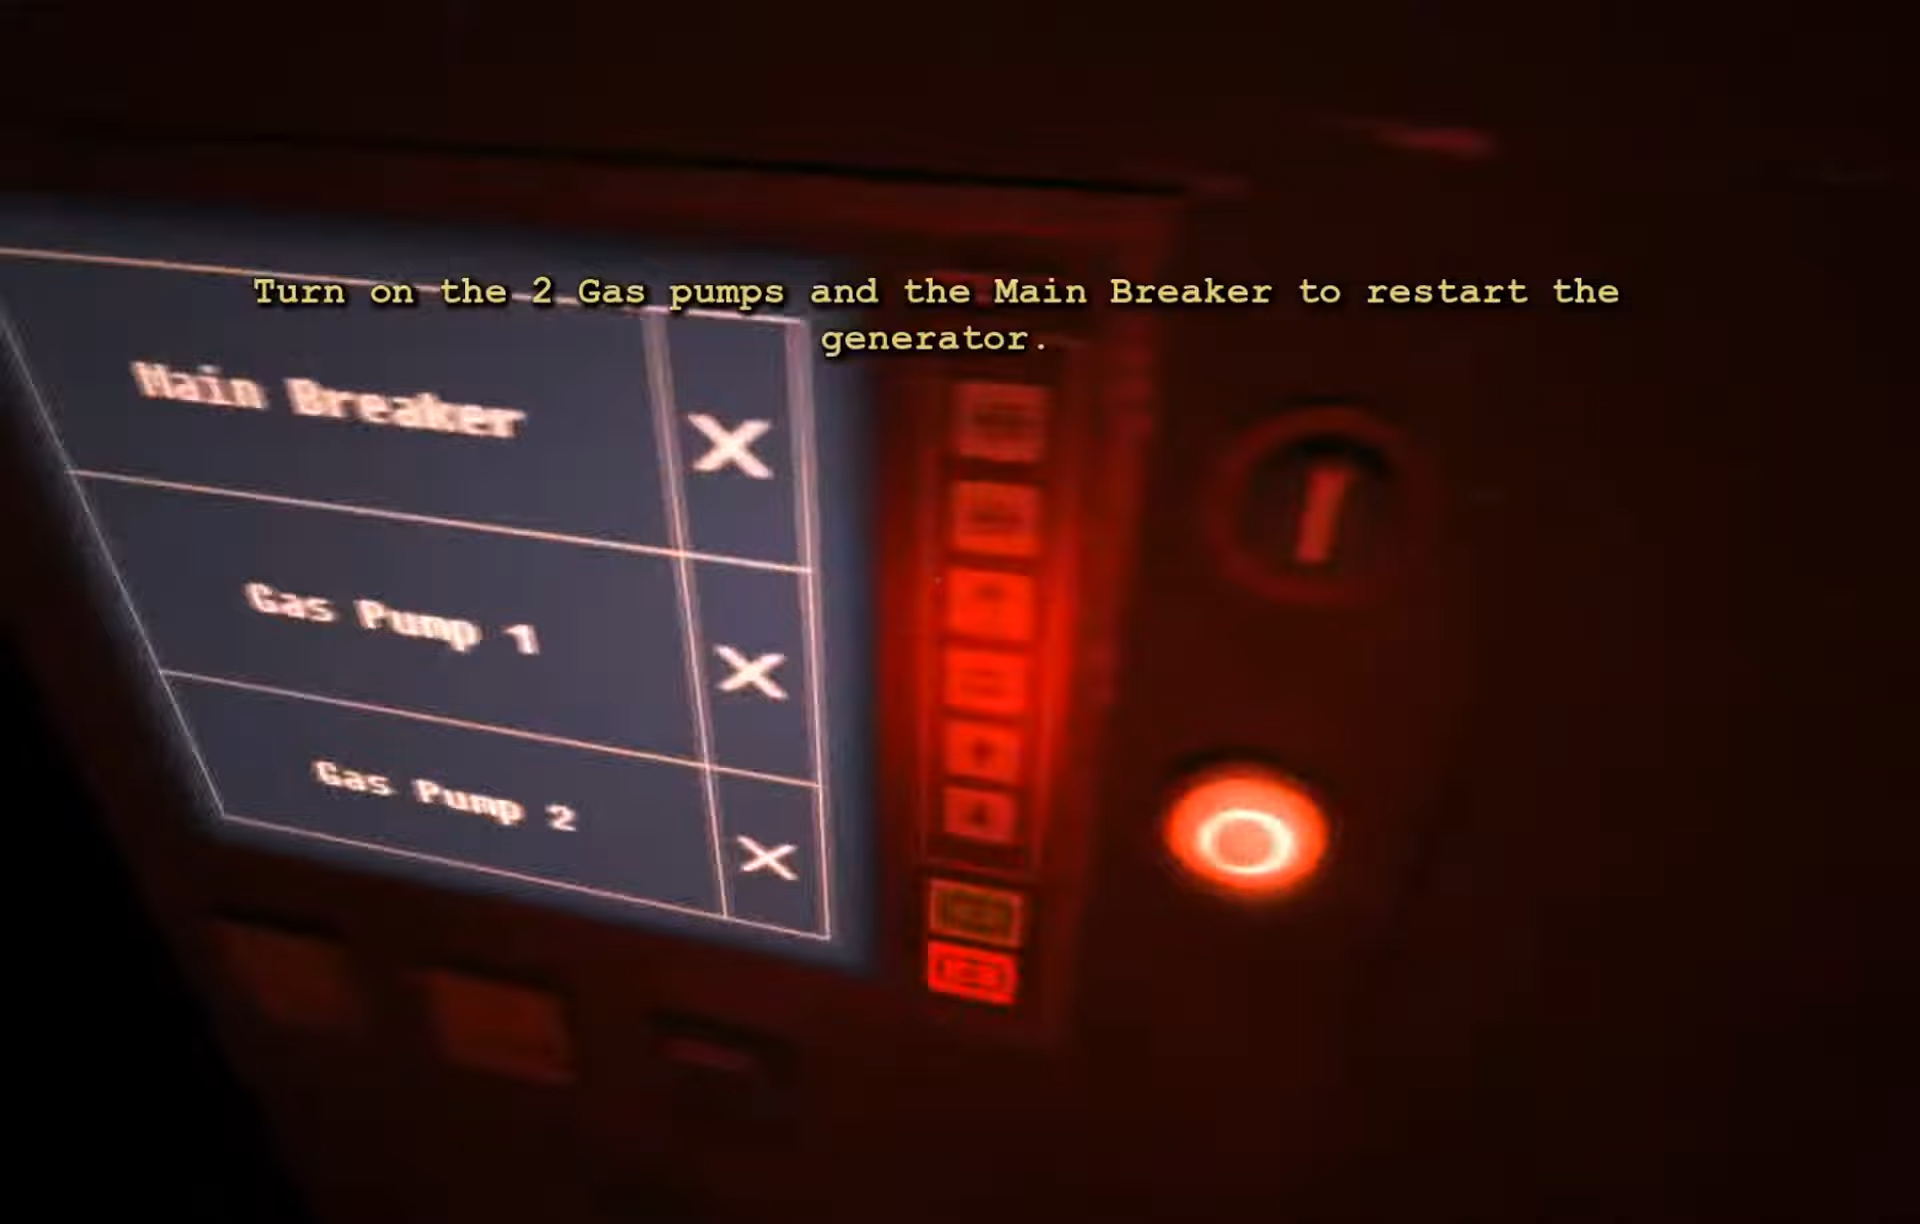 Turn on the 2 Gas pumps and the Main Breaker to restart the
generator.
Main Breaker X
Gas Pump 1 X
Gas Pump 2 X